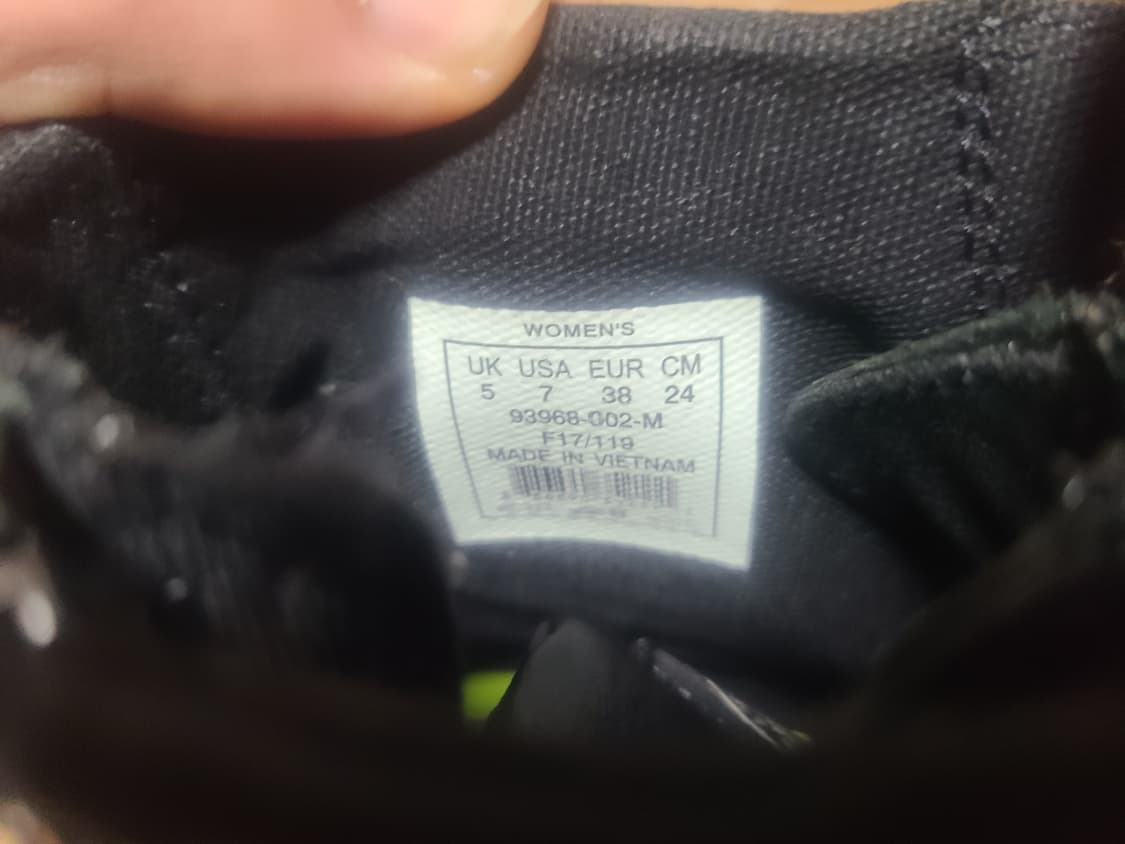 WOMEN'S
UK USA EUR CM
5 7 38 24
93968-002-M
F17/119
MADE IN VIETNAM